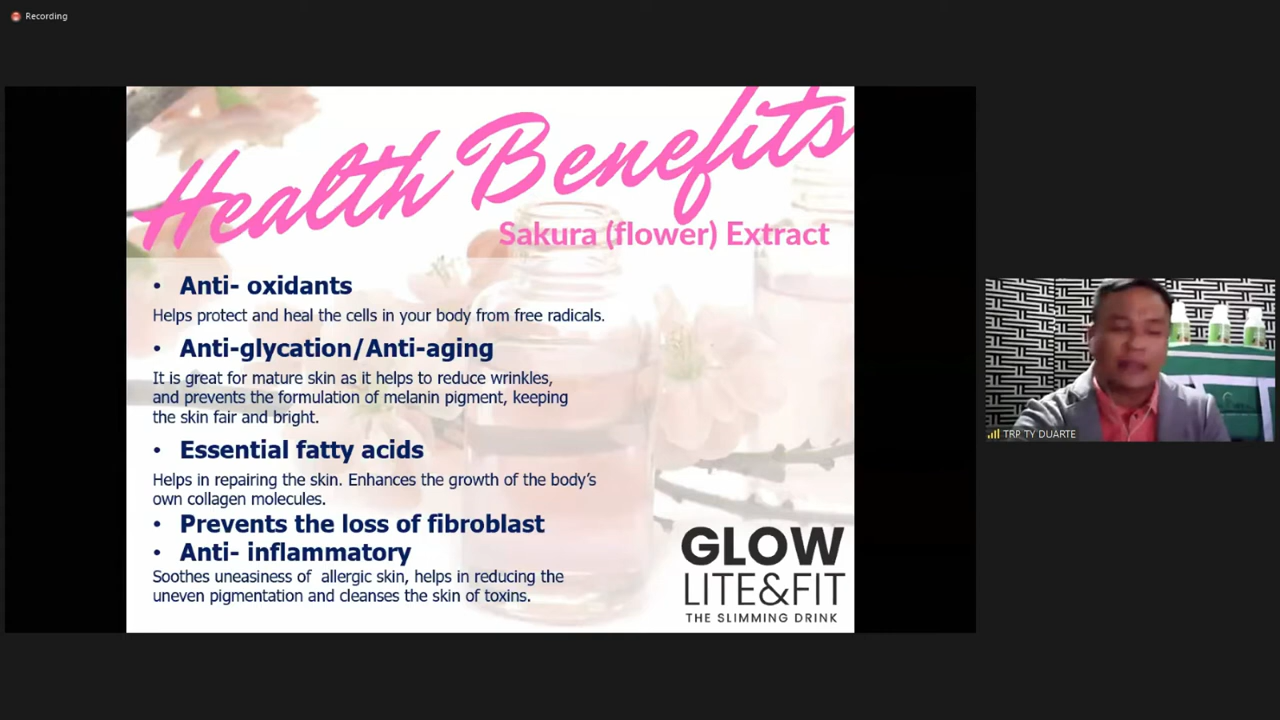 Recording
Health Benefits
Sakura (flower) Extract
• Anti- oxidants
Helps protect and heal the cells in your body from free radicals.
• Anti-glycation/Anti-aging
It is great for mature skin as it helps to reduce wrinkles,
and prevents the formulation of melanin pigment, keeping
the skin fair and bright.
• Essential fatty acids
Helps in repairing the skin. Enhances the growth of the body's
own collagen molecules.
• Prevents the loss of fibroblast
• Anti- inflammatory
Soothes uneasiness of allergic skin, helps in reducing the
uneven pigmentation and cleanses the skin of toxins.
GLOW
LITE&FIT
THE SLIMMING DRINK
TRP TY DUARTE